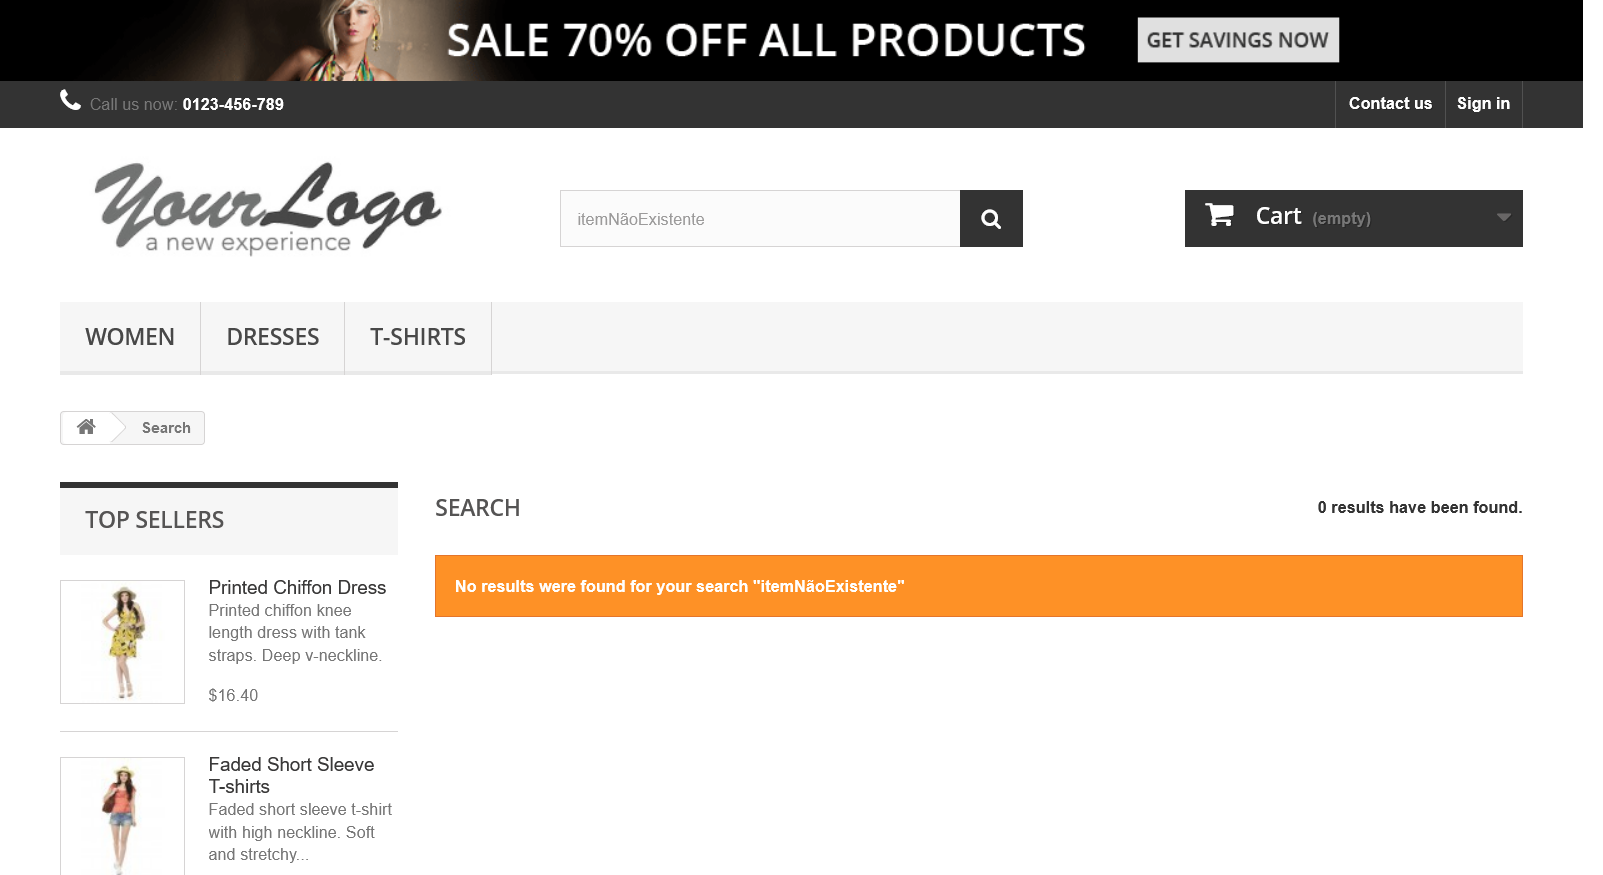 SALE 70% OFF ALL PRODUCTS
GET SAVINGS NOW
Call us now: 0123-456-789
Contact us
Sign in
Your Logo
a new experience
itemNãoExistente
Cart (empty)
WOMEN
DRESSES
T-SHIRTS
Search
TOP SELLERS
Printed Chiffon Dress
Printed chiffon knee
length dress with tank
straps. Deep v-neckline.
$16.40
Faded Short Sleeve
T-shirts
Faded short sleeve t-shirt
with high neckline. Soft
and stretchy...
SEARCH
0 results have been found.
No results were found for your search "itemNãoExistente"